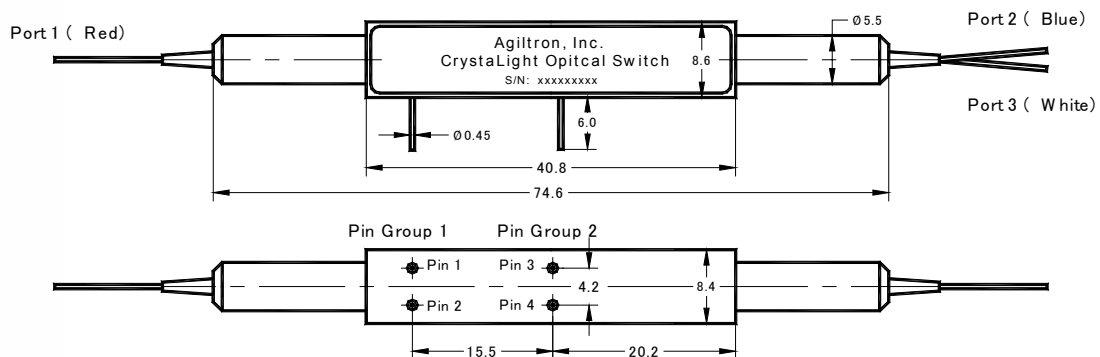 Port 1 ( Red)
Agiltron, Inc.
CrystaLight Opitcal Switch
S/N: xxxxxxxxx
8.6
Ø5.5
Port 2 ( Blue)
Port 3 ( White)
Ø0.45
6.0
40.8
74.6
Pin Group 1
Pin Group 2
Pin 1
Pin 3
4.2
8.4
Pin 2
Pin 4
15.5
20.2